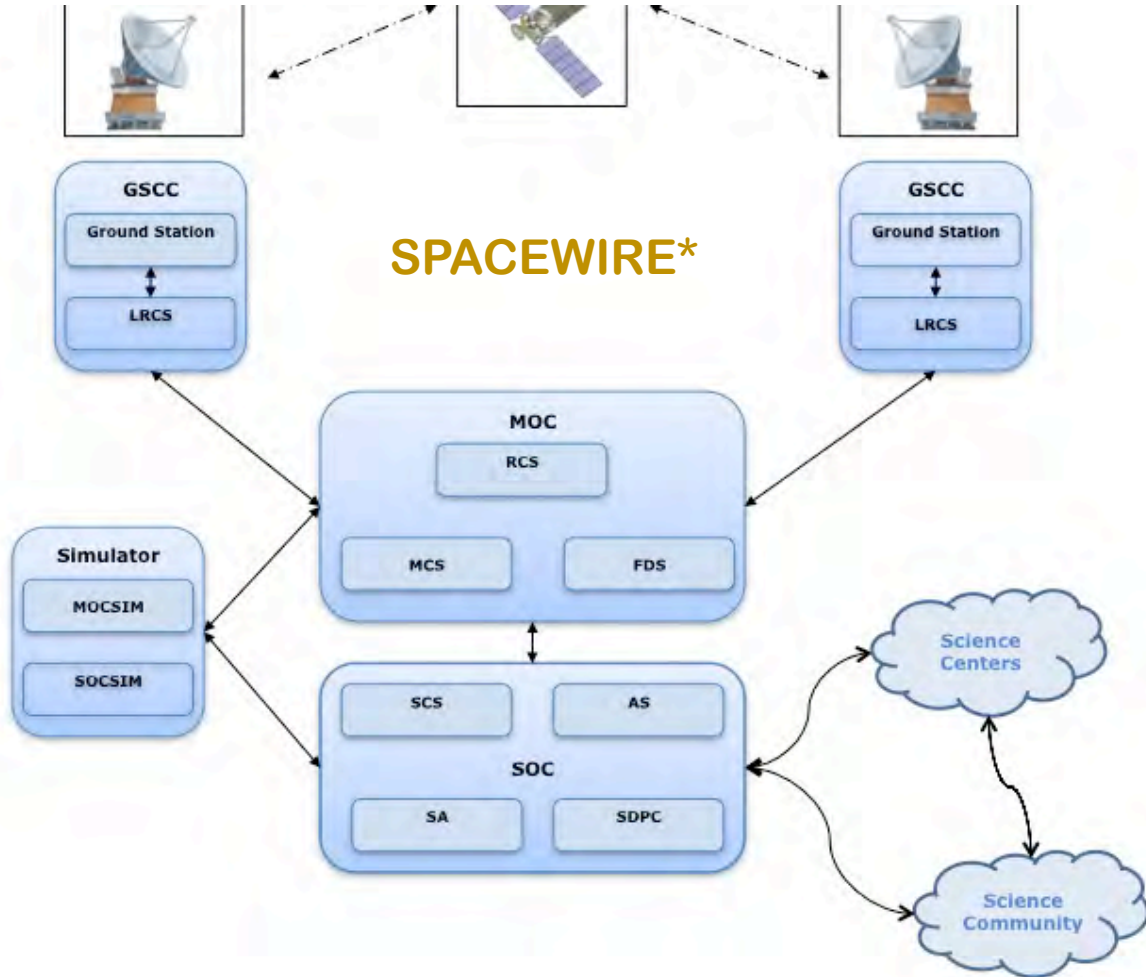 GSCC
Ground Station
LRCS
SPACEWIRE*
GSCC
Ground Station
LRCS
MOC
RCS
MCS
FDS
Simulator
MOCSIM
SOCSIM
SCS
AS
SOC
SA
SDPC
Science
Centers
Science
Community